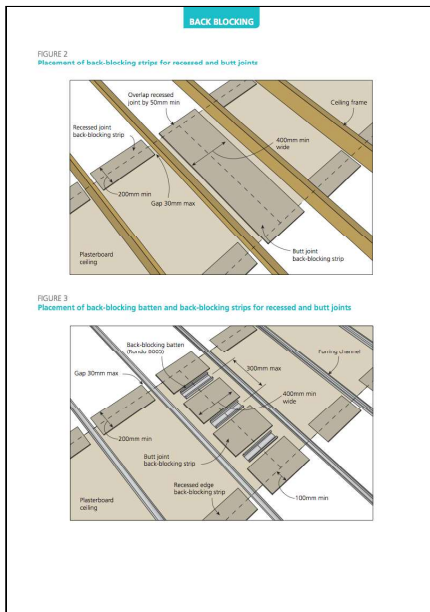 BACK BLOCKING
FIGURE 2
Placement of back-blocking strips for recessed and butt joints
Overlap recessed
joint by 50mm min
Ceiling frame
Recessed joint
back-blocking strip
400mm min
wide
200mm min
Gap 30mm max
Butt joint
back-blocking strip
Plasterboard
ceiling
FIGURE 3
Placement of back-blocking batten and back-blocking strips for recessed and butt joints
Back-blocking batten
Furring channel
Gap 30mm max
300mm max
400mm min
wide
200mm min
Butt joint
back-blocking strip
Recessed edge
back-blocking strip
Plasterboard
ceiling
100mm min